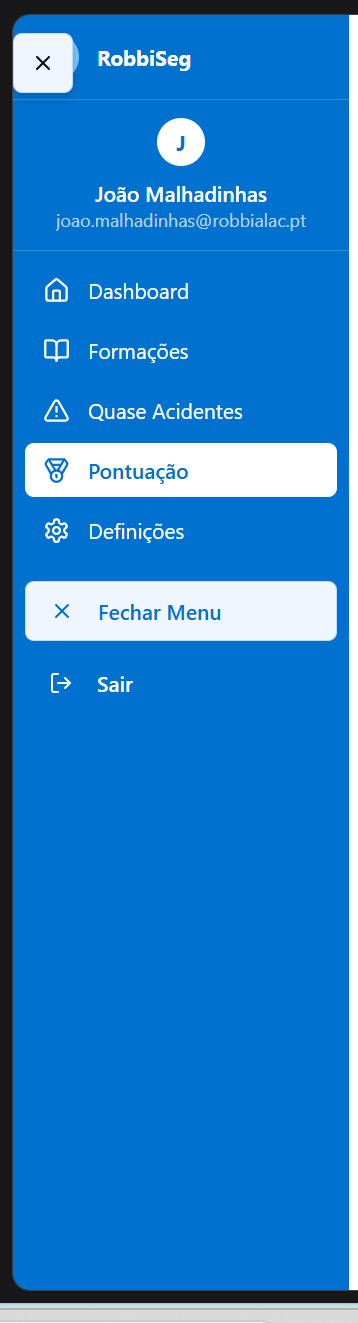 RobbiSeg
J
João Malhadinhas
joao.malhadinhas@robbialac.pt
Dashboard
Formações
Quase Acidentes
Pontuação
Definições
Fechar Menu
Sair